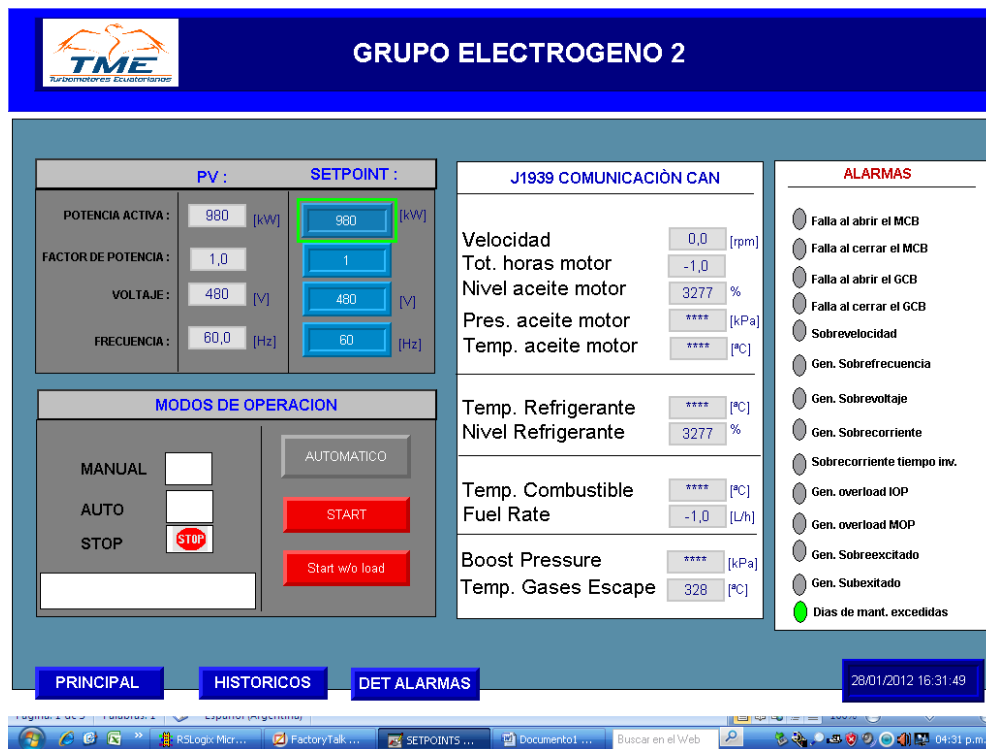 TME
Turbomotores Ecuatorianos
GRUPO ELECTROGENO 2
PV :
SETPOINT :
POTENCIA ACTIVA : 980 [kW] 980 [kW]
FACTOR DE POTENCIA : 1,0 1
VOLTAJE : 480 [V] 480 [V]
FRECUENCIA : 60,0 [Hz] 60 [Hz]
MODOS DE OPERACION
MANUAL
AUTO
STOP STOP
AUTOMATICO
START
Start w/o load
J1939 COMUNICACIÒN CAN
Velocidad 0,0 [rpm]
Tot. horas motor -1,0
Nivel aceite motor 3277 %
Pres. aceite motor **** [kPa]
Temp. aceite motor **** [ªC]
Temp. Refrigerante **** [ªC]
Nivel Refrigerante 3277 %
Temp. Combustible **** [ªC]
Fuel Rate -1,0 [L/h]
Boost Pressure **** [kPa]
Temp. Gases Escape 328 [ªC]
ALARMAS
Falla al abrir el MCB
Falla al cerrar el MCB
Falla al abrir el GCB
Falla al cerrar el GCB
Sobrevelocidad
Gen. Sobrefrecuencia
Gen. Sobrevoltaje
Gen. Sobrecorriente
Sobrecorriente tiempo inv.
Gen. overload IOP
Gen. overload MOP
Gen. Sobreexcitado
Gen. Subexitado
Dias de mant. excedidas
PRINCIPAL
HISTORICOS
DET ALARMAS
28/01/2012 16:31:49
RSLogix Micr...
FactoryTalk ...
SETPOINTS ...
Documento1 ...
Buscar en el Web
04:31 p.m.